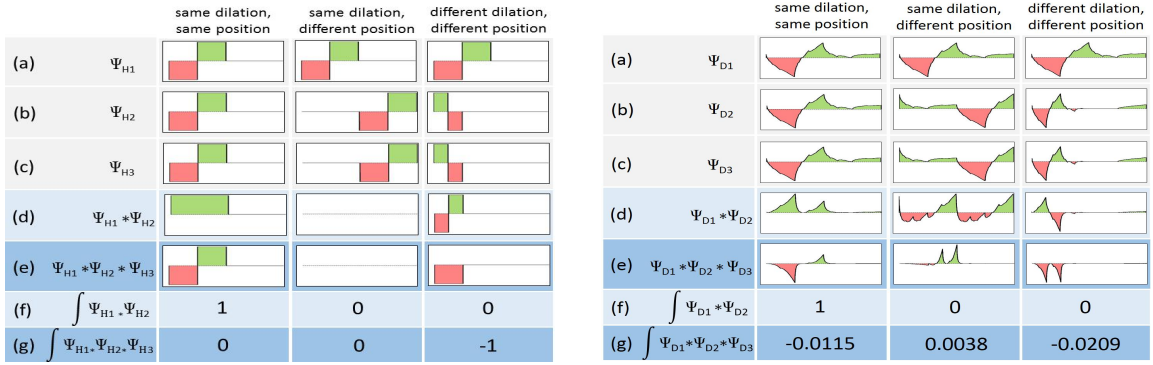 same dilation, same dilation, different dilation,
same position different position different position
(a) Ψ_H1
(b) Ψ_H2
(c) Ψ_H3
(d) Ψ_H1 * Ψ_H2
(e) Ψ_H1 * Ψ_H2 * Ψ_H3
(f) ∫ Ψ_H1 * Ψ_H2 1 0 0
(g) ∫ Ψ_H1 * Ψ_H2 * Ψ_H3 0 0 -1
same dilation, same dilation, different dilation,
same position different position different position
(a) Ψ_D1
(b) Ψ_D2
(c) Ψ_D3
(d) Ψ_D1 * Ψ_D2
(e) Ψ_D1 * Ψ_D2 * Ψ_D3
(f) ∫ Ψ_D1 * Ψ_D2 1 0 0
(g) ∫ Ψ_D1 * Ψ_D2 * Ψ_D3 -0.0115 0.0038 -0.0209